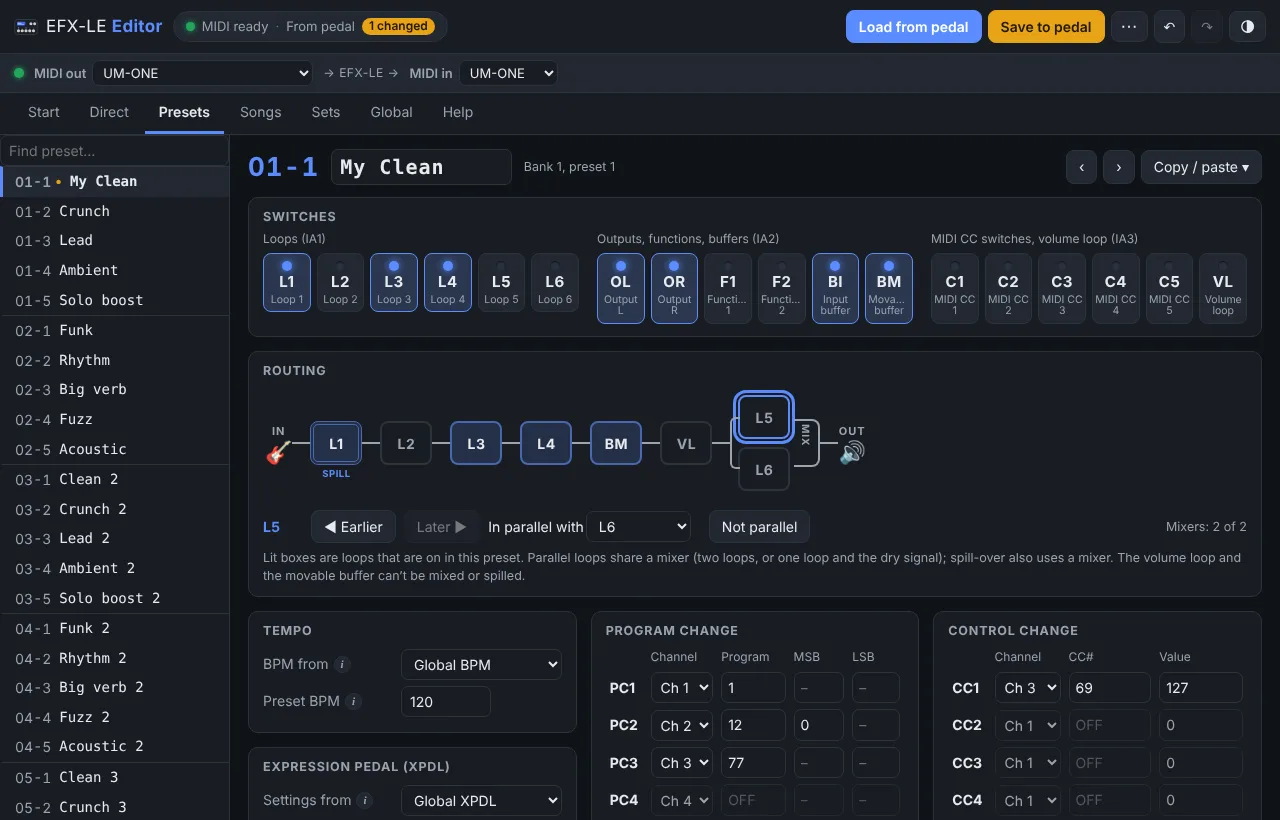 EFX-LE Editor
MIDI ready · From pedal 1 changed
Load from pedal
Save to pedal
MIDI out UM-ONE → EFX-LE → MIDI in UM-ONE
Start Direct Presets Songs Sets Global Help
Find preset...
01-1 • My Clean
01-2 Crunch
01-3 Lead
01-4 Ambient
01-5 Solo boost
02-1 Funk
02-2 Rhythm
02-3 Big verb
02-4 Fuzz
02-5 Acoustic
03-1 Clean 2
03-2 Crunch 2
03-3 Lead 2
03-4 Ambient 2
03-5 Solo boost 2
04-1 Funk 2
04-2 Rhythm 2
04-3 Big verb 2
04-4 Fuzz 2
04-5 Acoustic 2
05-1 Clean 3
05-2 Crunch 3
01-1 My Clean Bank 1, preset 1
‹ › Copy / paste ▾
SWITCHES
Loops (IA1)
L1 Loop 1
L2 Loop 2
L3 Loop 3
L4 Loop 4
L5 Loop 5
L6 Loop 6
Outputs, functions, buffers (IA2)
OL Output L
OR Output R
F1 Functi... 1
F2 Functi... 2
BI Input buffer
BM Mova... buffer
MIDI CC switches, volume loop (IA3)
C1 MIDI CC 1
C2 MIDI CC 2
C3 MIDI CC 3
C4 MIDI CC 4
C5 MIDI CC 5
VL Volume loop
ROUTING
IN L1 L2 L3 L4 BM VL L5 L6 MIX OUT
SPILL
L5 ◀ Earlier Later ▶ In parallel with L6 Not parallel Mixers: 2 of 2
Lit boxes are loops that are on in this preset. Parallel loops share a mixer (two loops, or one loop and the dry signal); spill-over also uses a mixer. The volume loop and
the movable buffer can't be mixed or spilled.
TEMPO
BPM from i Global BPM
Preset BPM i 120
EXPRESSION PEDAL (XPDL)
Settings from i Global XPDL
PROGRAM CHANGE
Channel Program MSB LSB
PC1 Ch 1 1 – –
PC2 Ch 2 12 0 –
PC3 Ch 3 77 – –
PC4 Ch 4 OFF – –
CONTROL CHANGE
Channel CC# Value
CC1 Ch 3 69 127
CC2 Ch 1 OFF 0
CC3 Ch 1 OFF 0
CC4 Ch 1 OFF 0